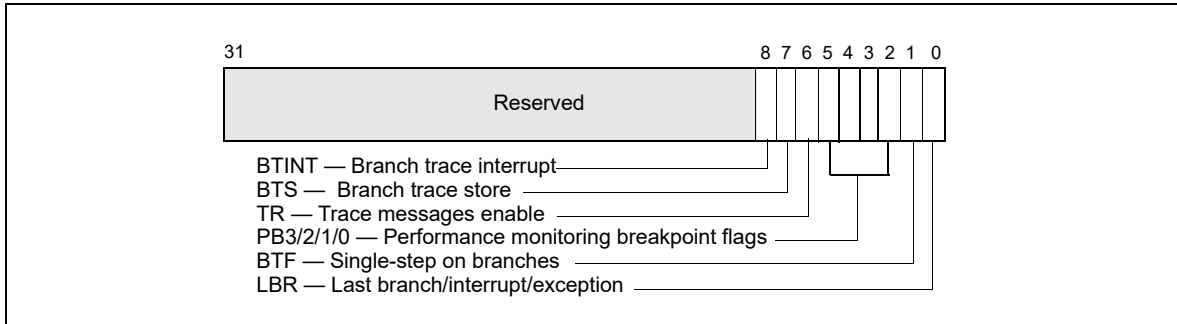 31 8 7 6 5 4 3 2 1 0
Reserved
BTINT — Branch trace interrupt
BTS — Branch trace store
TR — Trace messages enable
PB3/2/1/0 — Performance monitoring breakpoint flags
BTF — Single-step on branches
LBR — Last branch/interrupt/exception